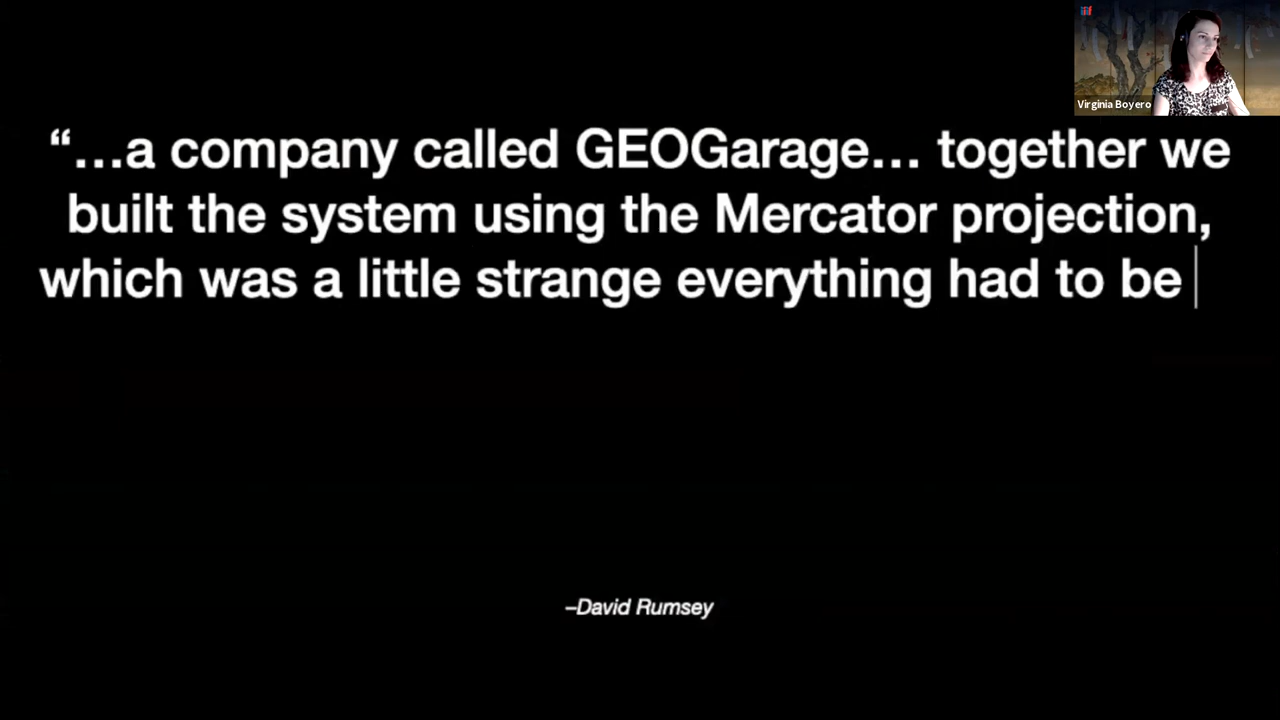 “…a company called GEOGarage… together we
built the system using the Mercator projection,
which was a little strange everything had to be
–David Rumsey
Virginia Boyero